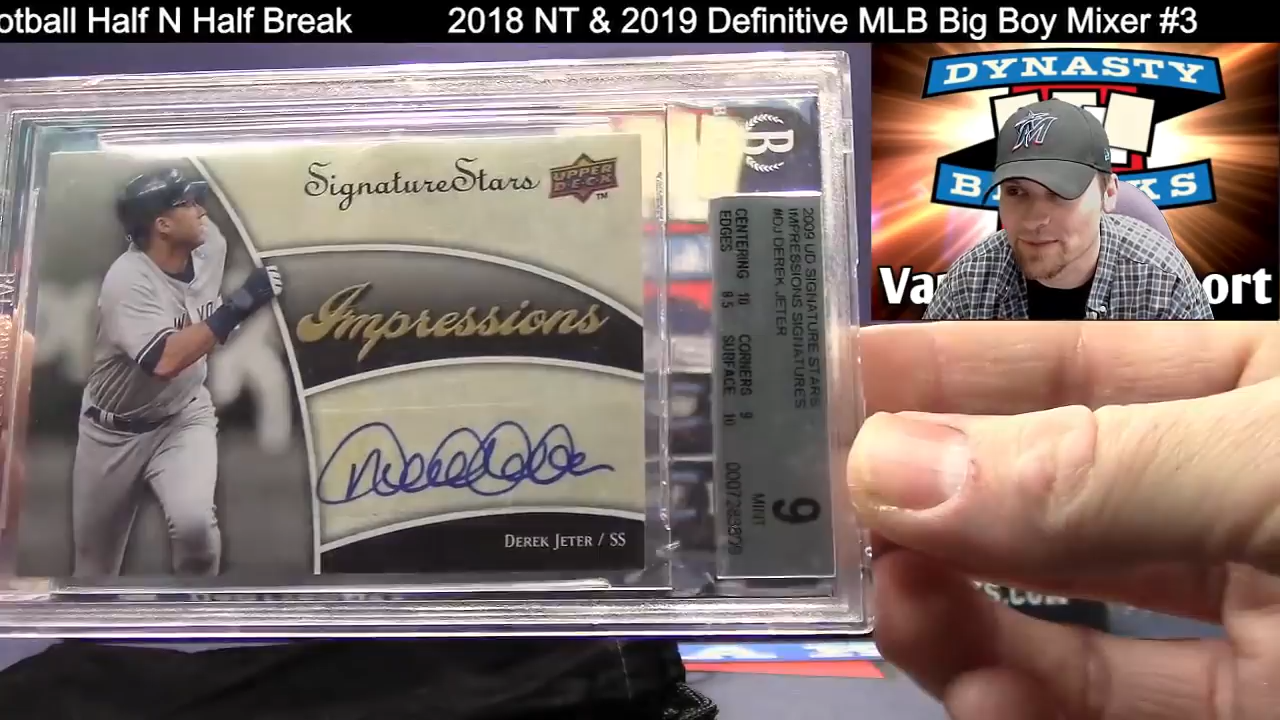 otball Half N Half Break
2018 NT & 2019 Definitive MLB Big Boy Mixer #3
SignatureStars
UPPER
DECK
TM
Impressions
DEREK JETER / SS
B
2009 UD SIGNATURE STARS
IMPRESSIONS SIGNATURES
#DJ DEREK JETER
CENTERING 10 CORNERS 9
EDGES 9.5 SURFACE 10
9
MINT
DYNASTY
M
B KS
Va ort